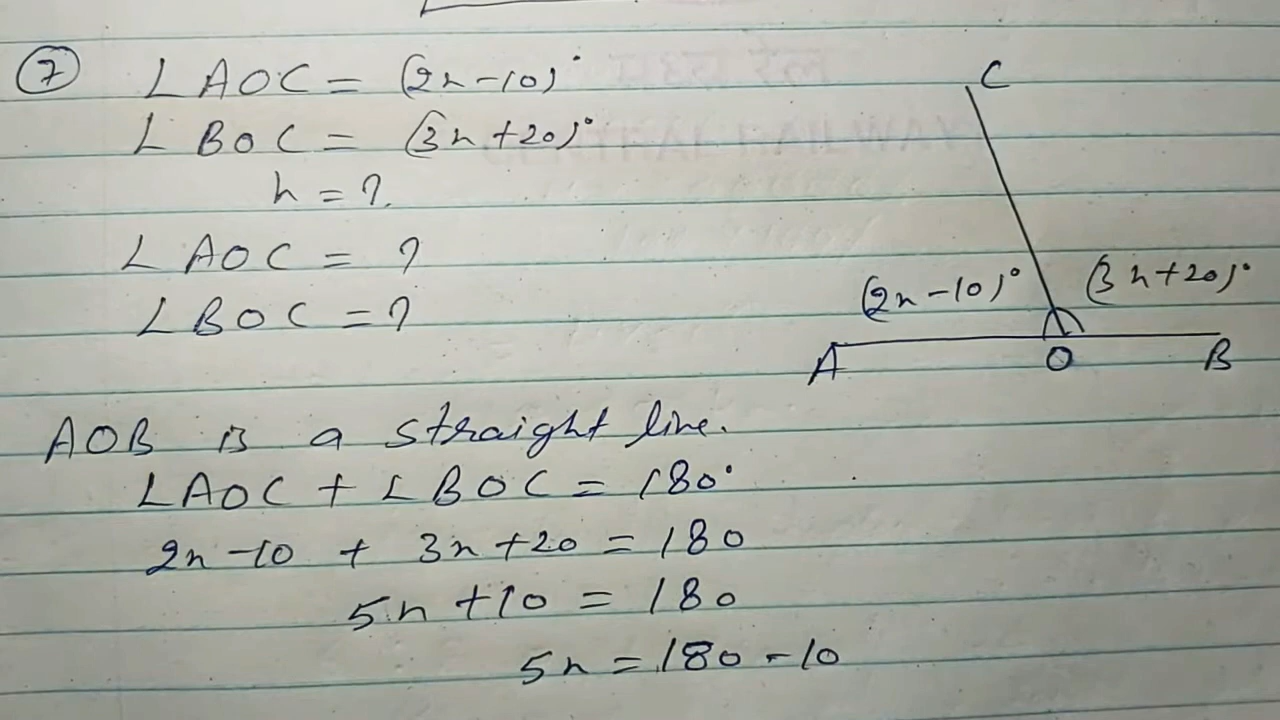 7 ∠AOC = (2x-10)°
∠BOC = (3x+20)°
x = ?
∠AOC = ?
∠BOC = ?
C
(2x-10)° (3x+20)°
A O B
AOB is a straight line.
∠AOC + ∠BOC = 180°
2x-10 + 3x+20 = 180
5x+10 = 180
5x = 180-10